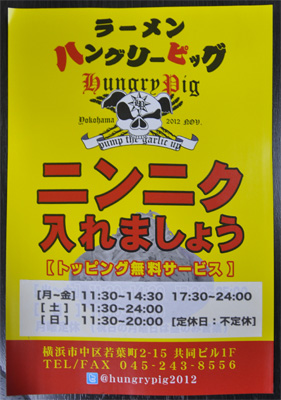 ラーメン
ハングリーピッグ
Hungry Pig
Yokohama 2012 NOV.
pump the garlic up
ニンニク
入れましょう
【トッピング無料サービス】
[月~金] 11:30~14:30 17:30~24:00
[ 土 ] 11:30~24:00
[ 日 ] 11:30~20:00 [定休日:不定休]
横浜市中区若葉町2-15 共同ビル1F
TEL/FAX 045-243-8556
@hungrypig2012